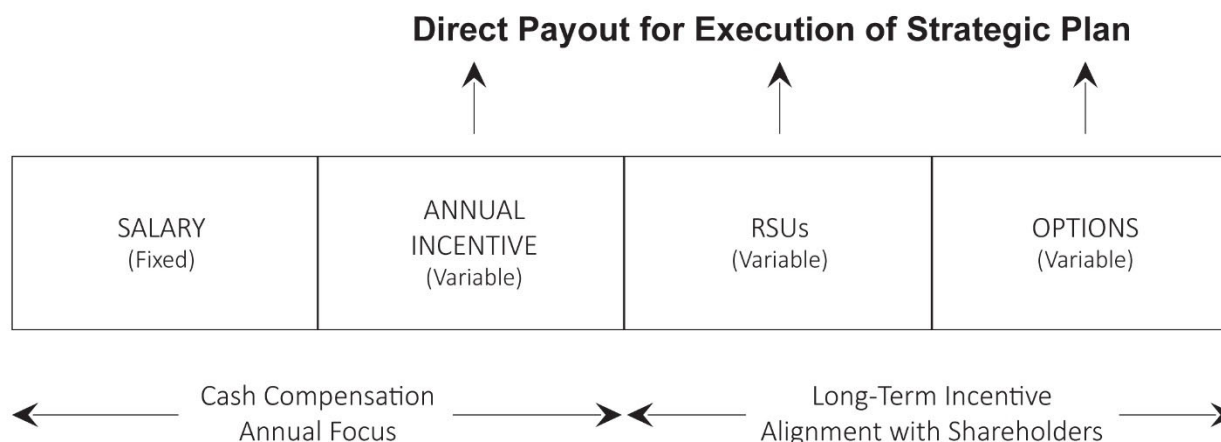 Direct Payout for Execution of Strategic Plan
SALARY
(Fixed)
ANNUAL
INCENTIVE
(Variable)
RSUs
(Variable)
OPTIONS
(Variable)
Cash Compensation
Annual Focus
Long-Term Incentive
Alignment with Shareholders